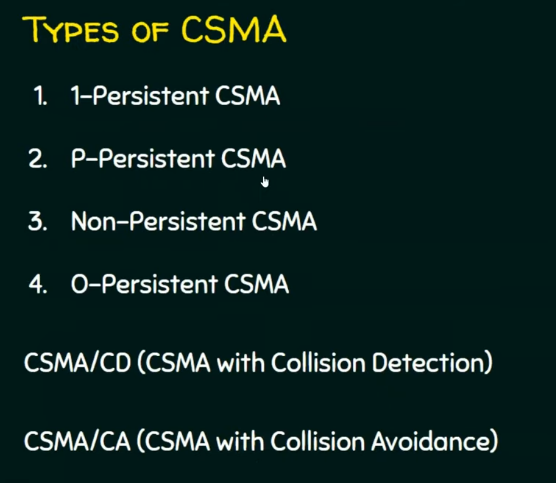 Types of CSMA
1. 1-Persistent CSMA
2. P-Persistent CSMA
3. Non-Persistent CSMA
4. O-Persistent CSMA
CSMA/CD (CSMA with Collision Detection)
CSMA/CA (CSMA with Collision Avoidance)